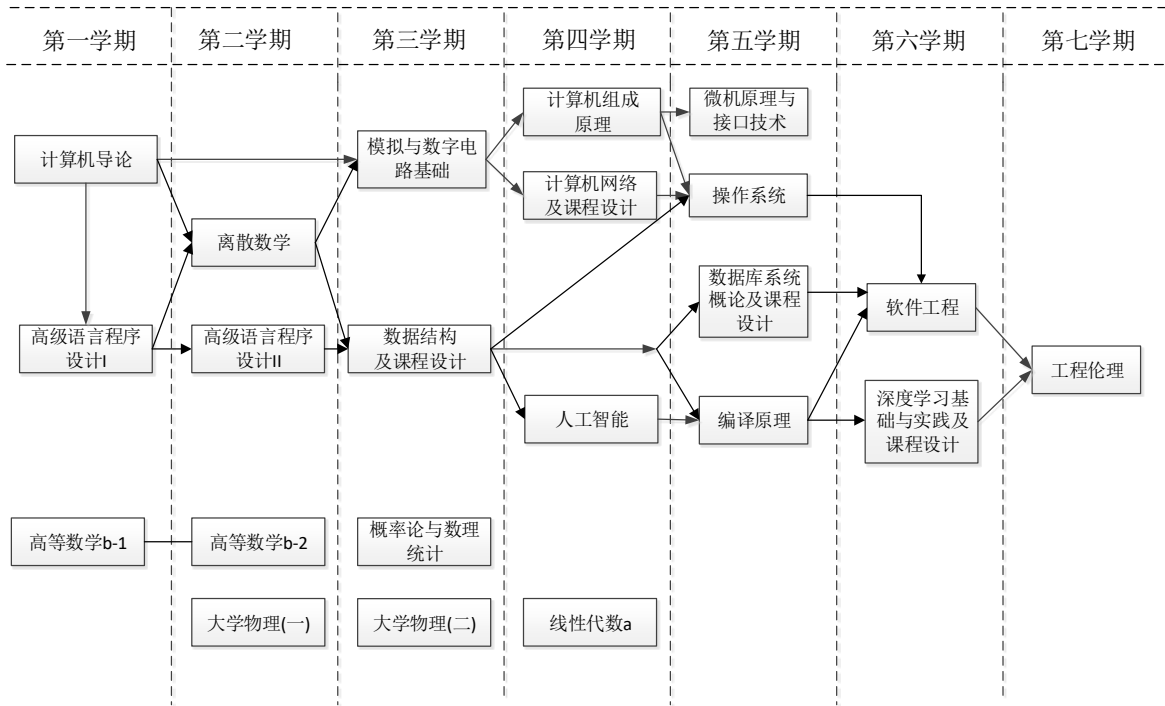 第一学期
第二学期
第三学期
第四学期
第五学期
第六学期
第七学期
计算机组成
原理
微机原理与
接口技术
计算机导论
模拟与数字电
路基础
计算机网络
及课程设计
操作系统
离散数学
数据库系统
概论及课程
设计
软件工程
高级语言程序
设计I
高级语言程序
设计II
数据结构
及课程设计
工程伦理
人工智能
编译原理
深度学习基
础与实践及
课程设计
高等数学b-1
高等数学b-2
概率论与数理
统计
大学物理(一)
大学物理(二)
线性代数a